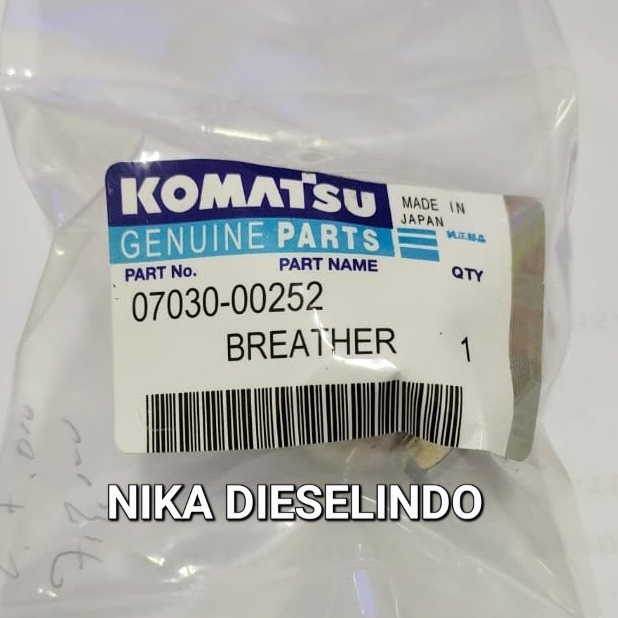 KOMATSU
MADE IN
JAPAN
GENUINE PARTS
PART No.
PART NAME
QTY
07030-00252
BREATHER
1
NIKA DIESELINDO